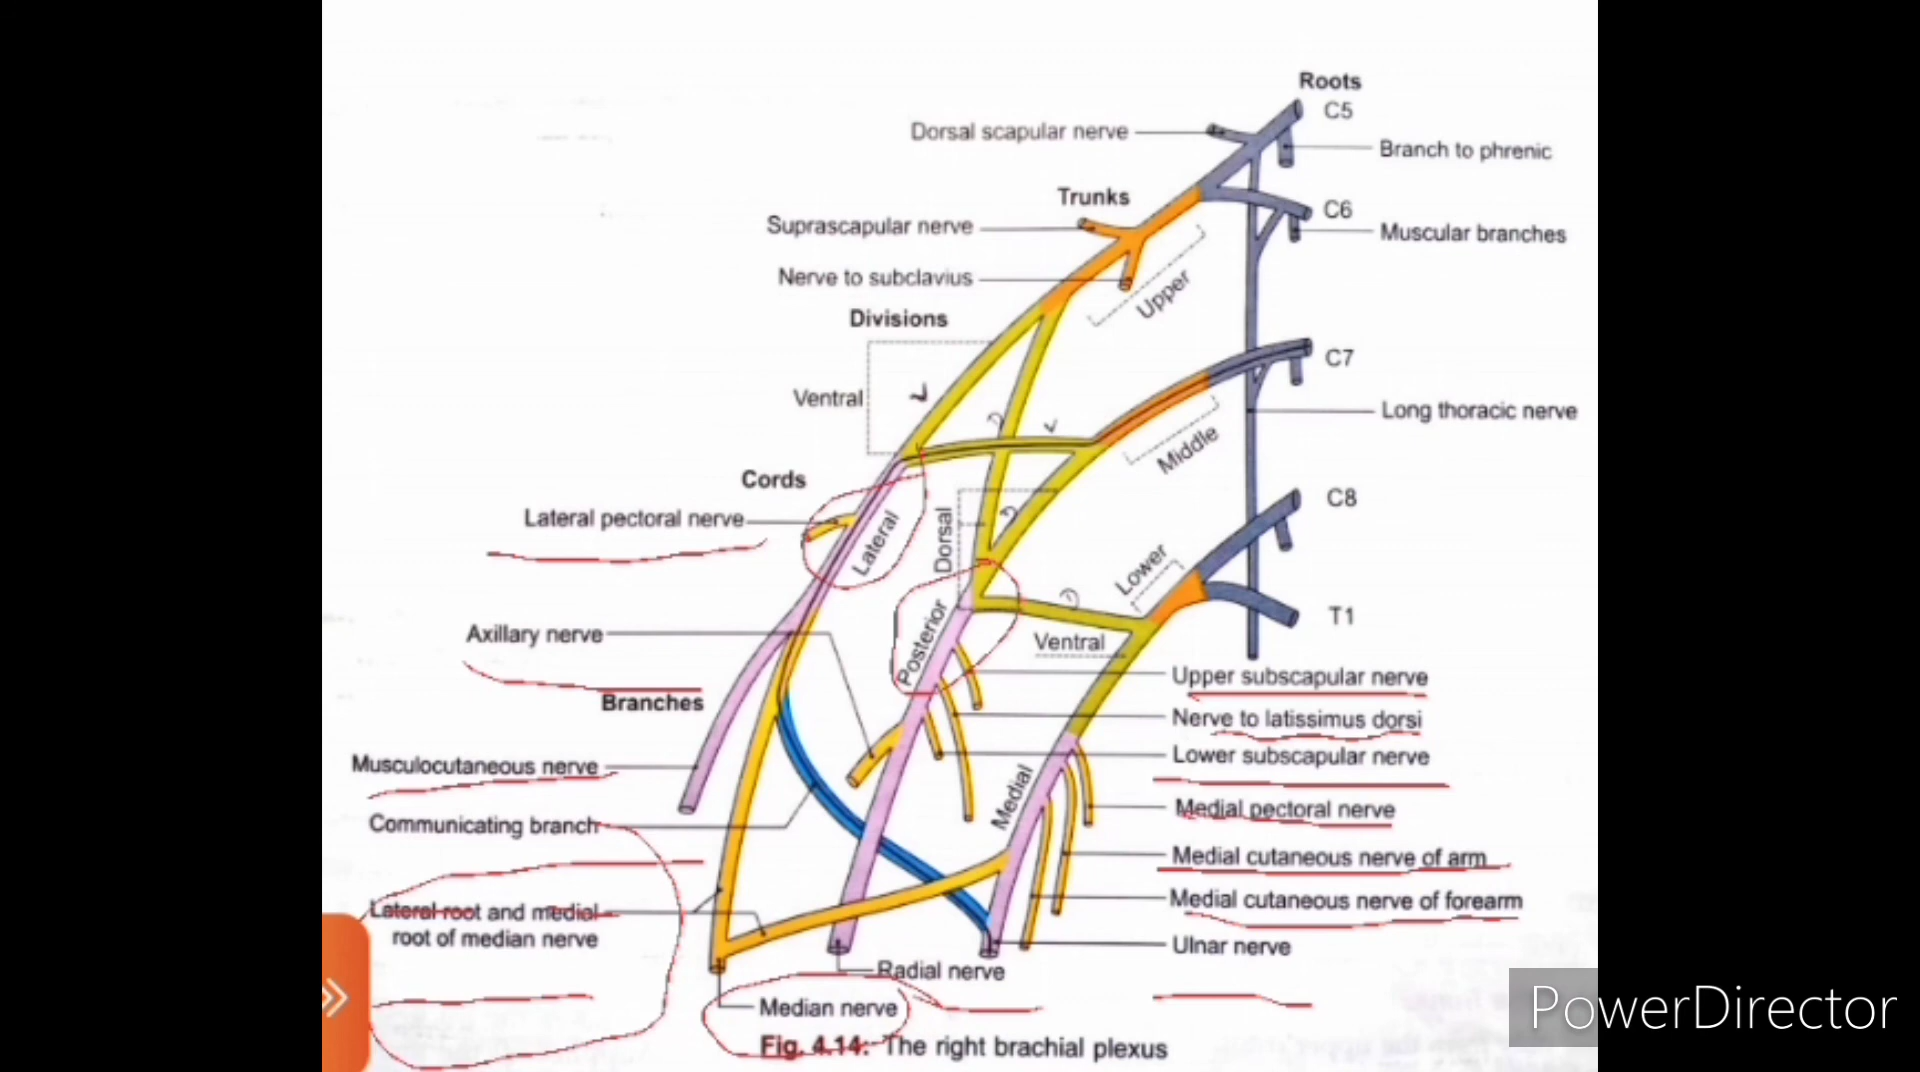 Roots
C5
Dorsal scapular nerve
Branch to phrenic
Trunks
C6
Suprascapular nerve
Muscular branches
Nerve to subclavius
Upper
Divisions
C7
Ventral
Long thoracic nerve
Middle
Cords
C8
Lateral pectoral nerve
Lateral
Dorsal
Lower
T1
Axillary nerve
Posterior
Ventral
Upper subscapular nerve
Branches
Nerve to latissimus dorsi
Musculocutaneous nerve
Lower subscapular nerve
Medial
Medial pectoral nerve
Communicating branch
Medial cutaneous nerve of arm
Medial cutaneous nerve of forearm
Lateral root and medial
root of median nerve
Ulnar nerve
Radial nerve
Median nerve
PowerDirector
Fig. 4.14: The right brachial plexus